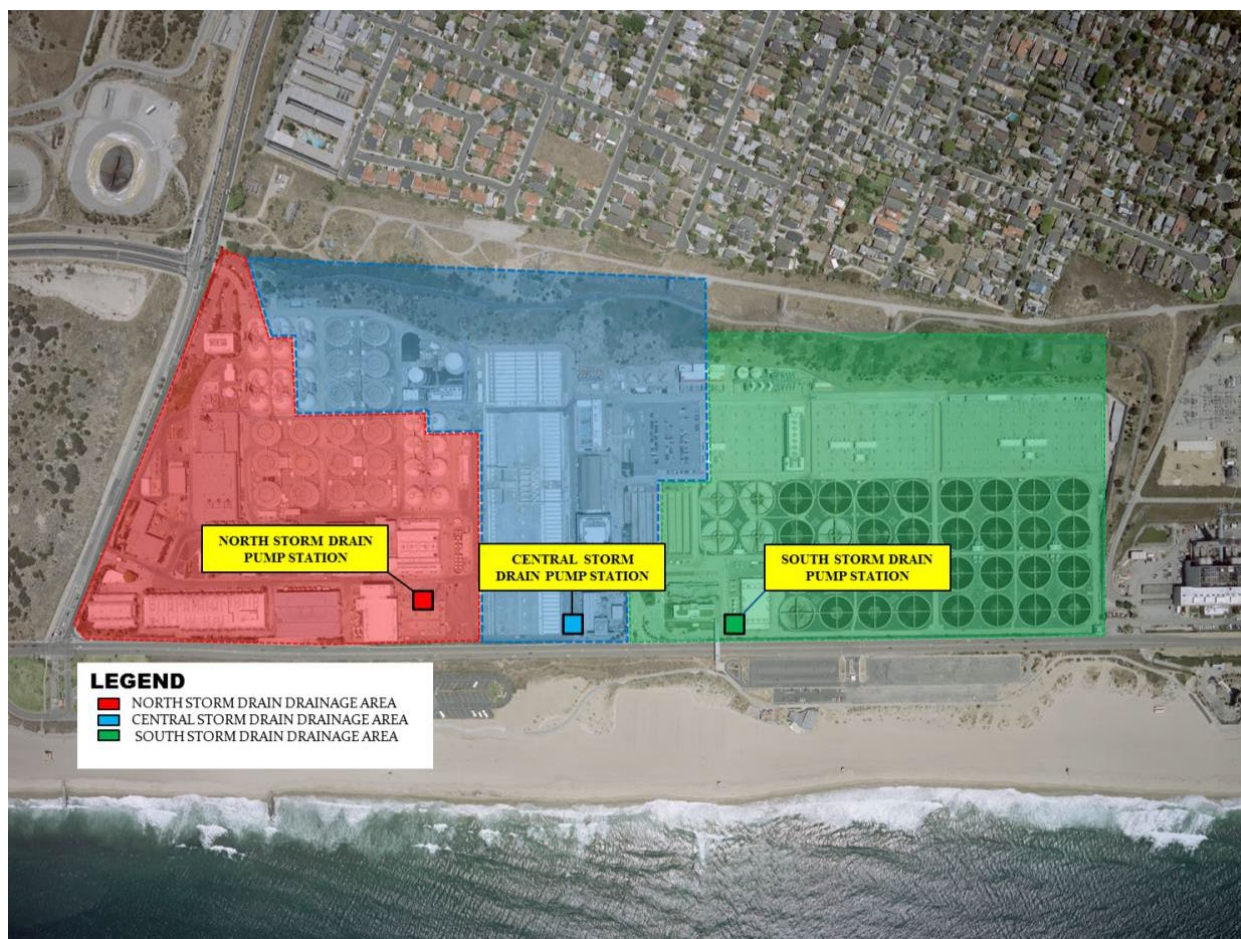 NORTH STORM DRAIN
PUMP STATION
CENTRAL STORM
DRAIN PUMP STATION
SOUTH STORM DRAIN
PUMP STATION
LEGEND
NORTH STORM DRAIN DRAINAGE AREA
CENTRAL STORM DRAIN DRAINAGE AREA
SOUTH STORM DRAIN DRAINAGE AREA